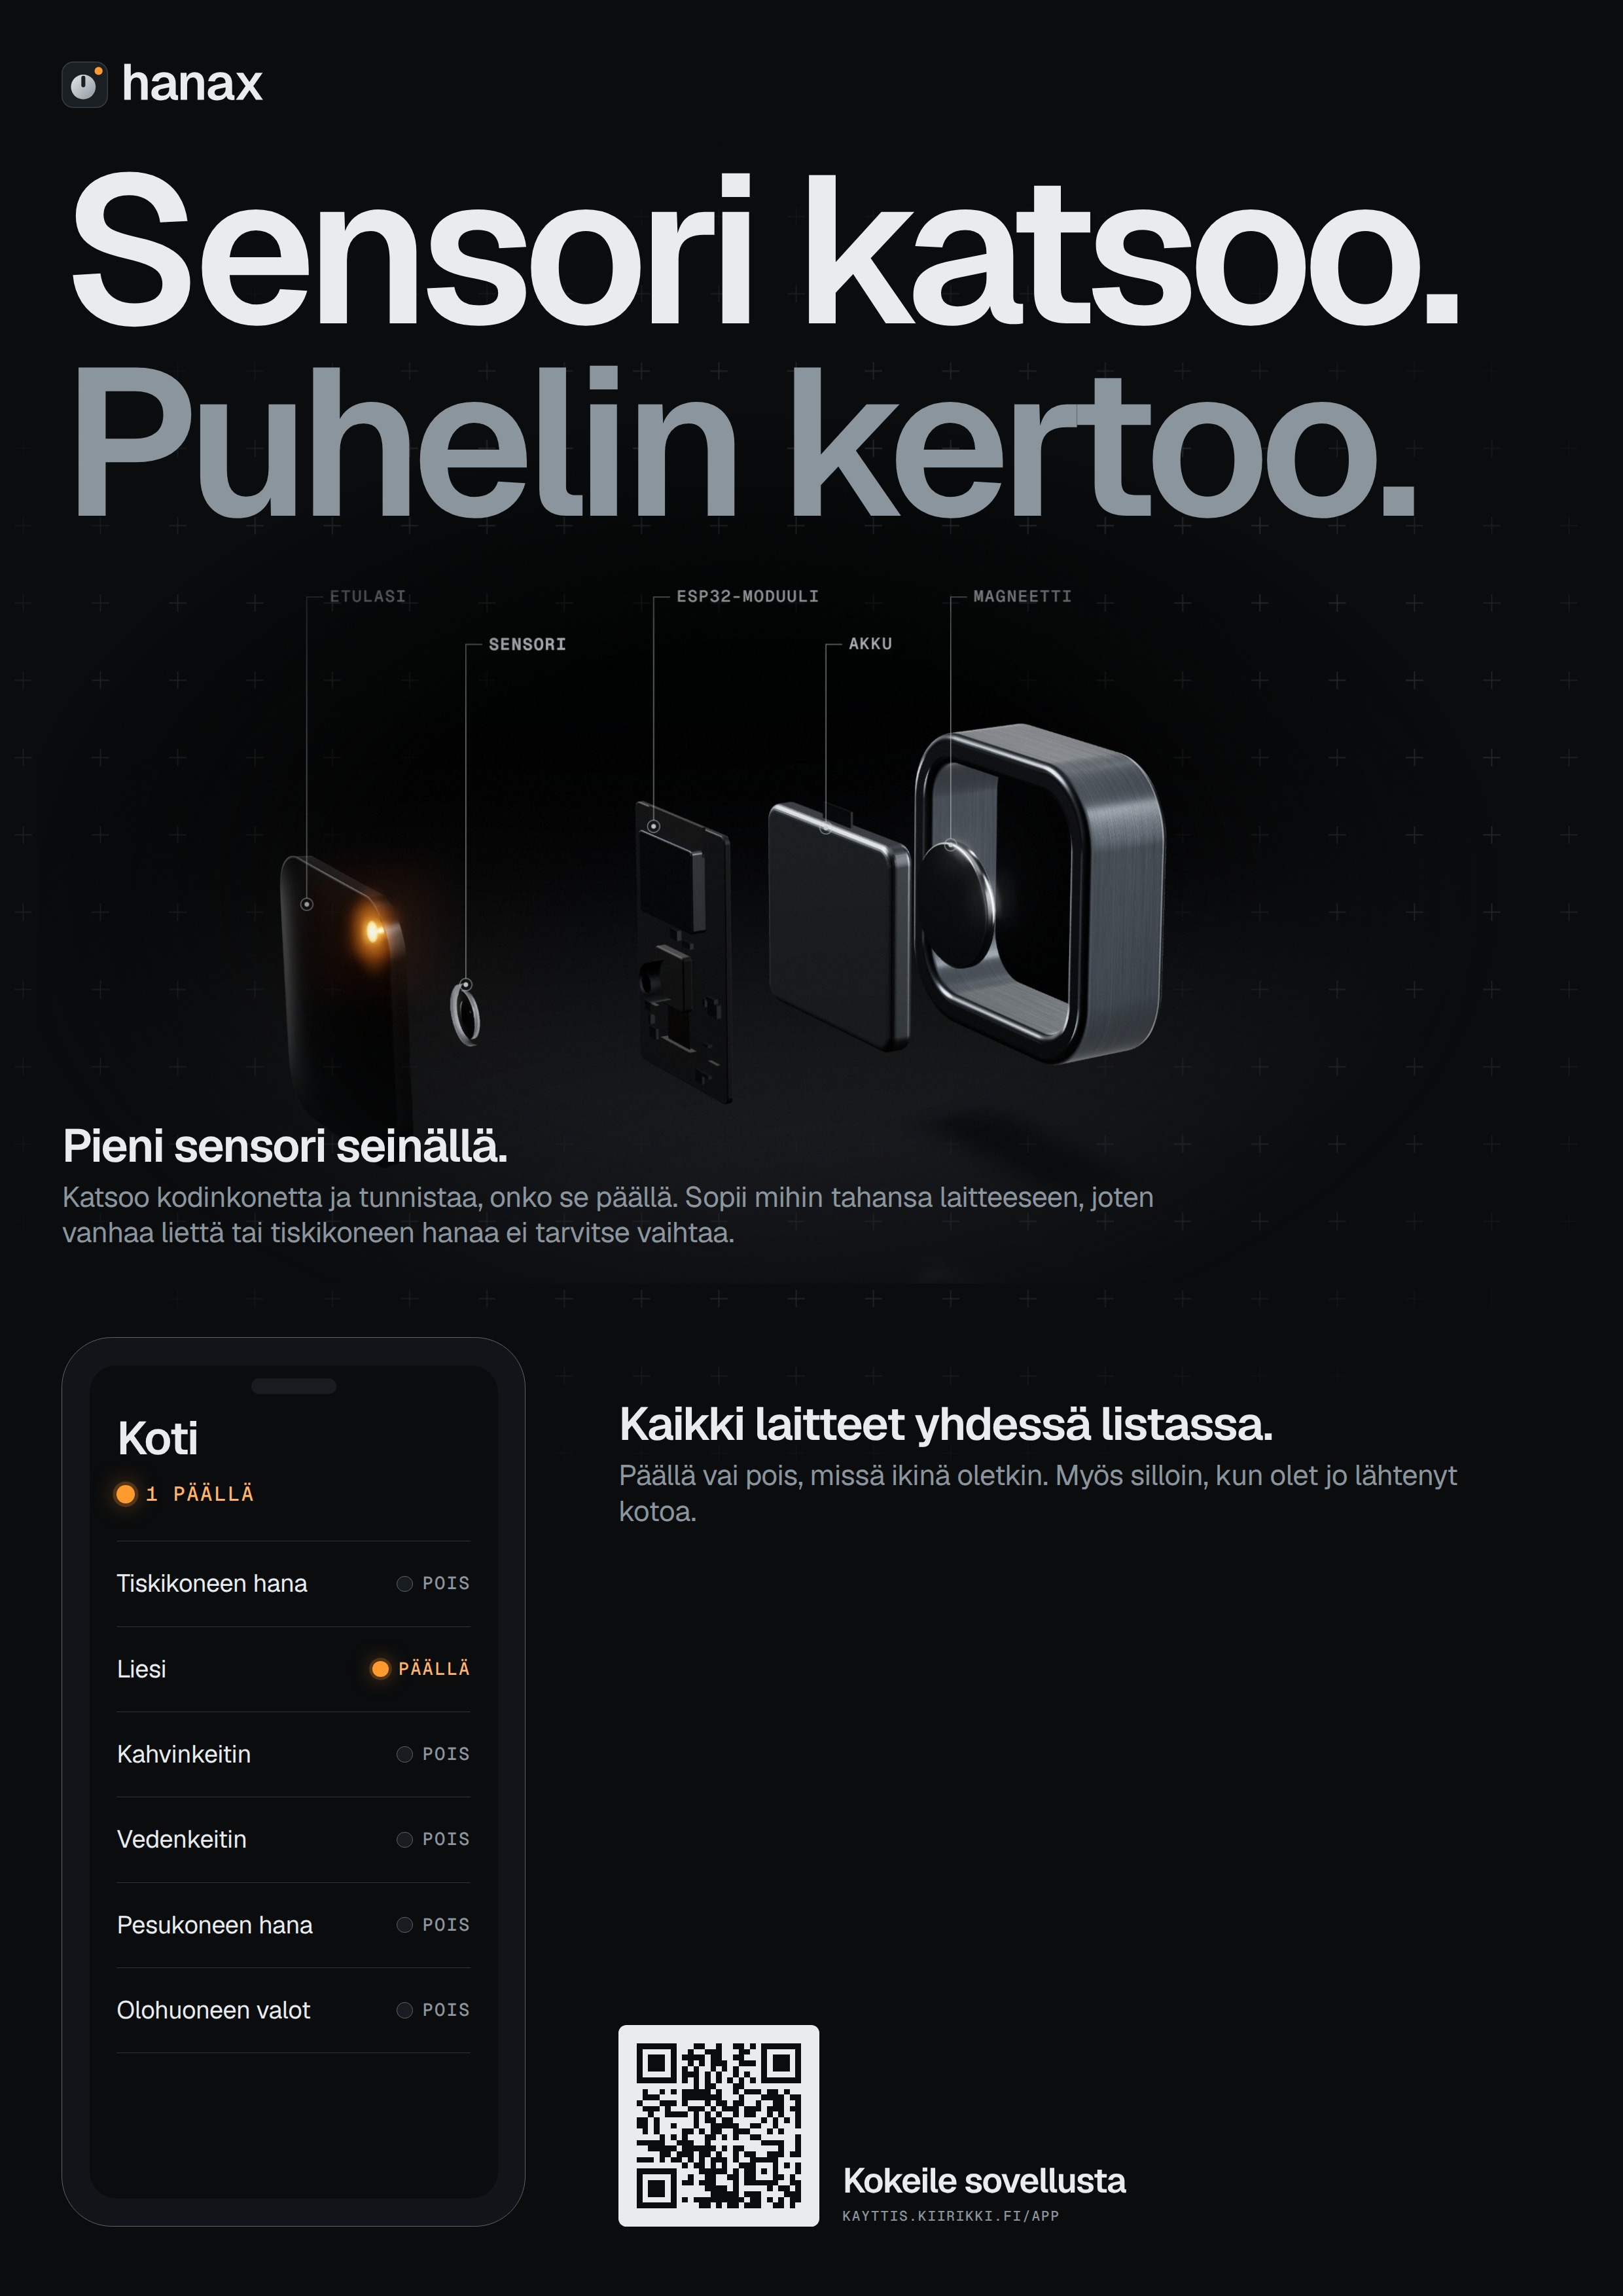 hanax
Sensori katsoo.
Puhelin kertoo.
ETULASI
ESP32-MODUULI
MAGNEETTI
SENSORI
AKKU
Pieni sensori seinällä.
Katsoo kodinkonetta ja tunnistaa, onko se päällä. Sopii mihin tahansa laitteeseen, joten
vanhaa liettä tai tiskikoneen hanaa ei tarvitse vaihtaa.
Koti
1 PÄÄLLÄ
Tiskikoneen hana POIS
Liesi PÄÄLLÄ
Kahvinkeitin POIS
Vedenkeitin POIS
Pesukoneen hana POIS
Olohuoneen valot POIS
Kaikki laitteet yhdessä listassa.
Päällä vai pois, missä ikinä oletkin. Myös silloin, kun olet jo lähtenyt
kotoa.
Kokeile sovellusta
KAYTTIS.KIIRIKKI.FI/APP